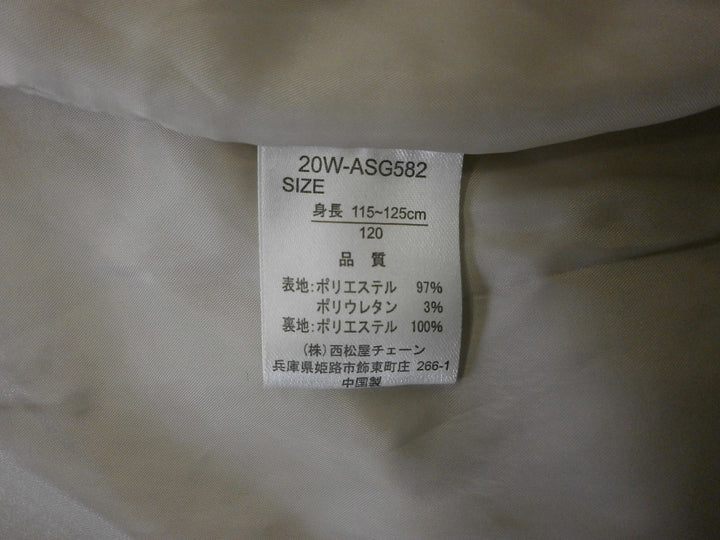 20W-ASG582
SIZE
身長 115~125cm
120
品 質
表地:ポリエステル 97%
ポリウレタン 3%
裏地:ポリエステル 100%
(株)西松屋チェーン
兵庫県姫路市飾東町庄 266-1
中国製